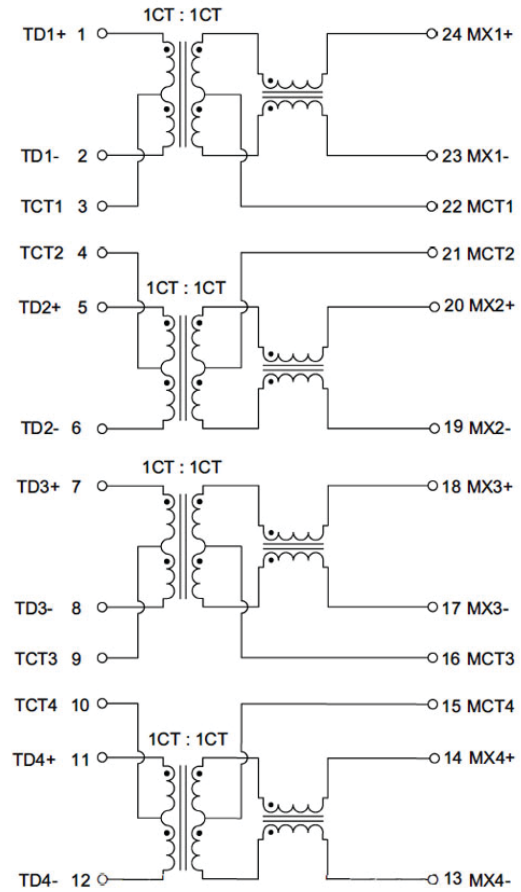 1CT : 1CT
TD1+ 1 24 MX1+
TD1- 2 23 MX1-
TCT1 3 22 MCT1
TCT2 4 21 MCT2
1CT : 1CT
TD2+ 5 20 MX2+
TD2- 6 19 MX2-
1CT : 1CT
TD3+ 7 18 MX3+
TD3- 8 17 MX3-
TCT3 9 16 MCT3
TCT4 10 15 MCT4
1CT : 1CT
TD4+ 11 14 MX4+
TD4- 12 13 MX4-